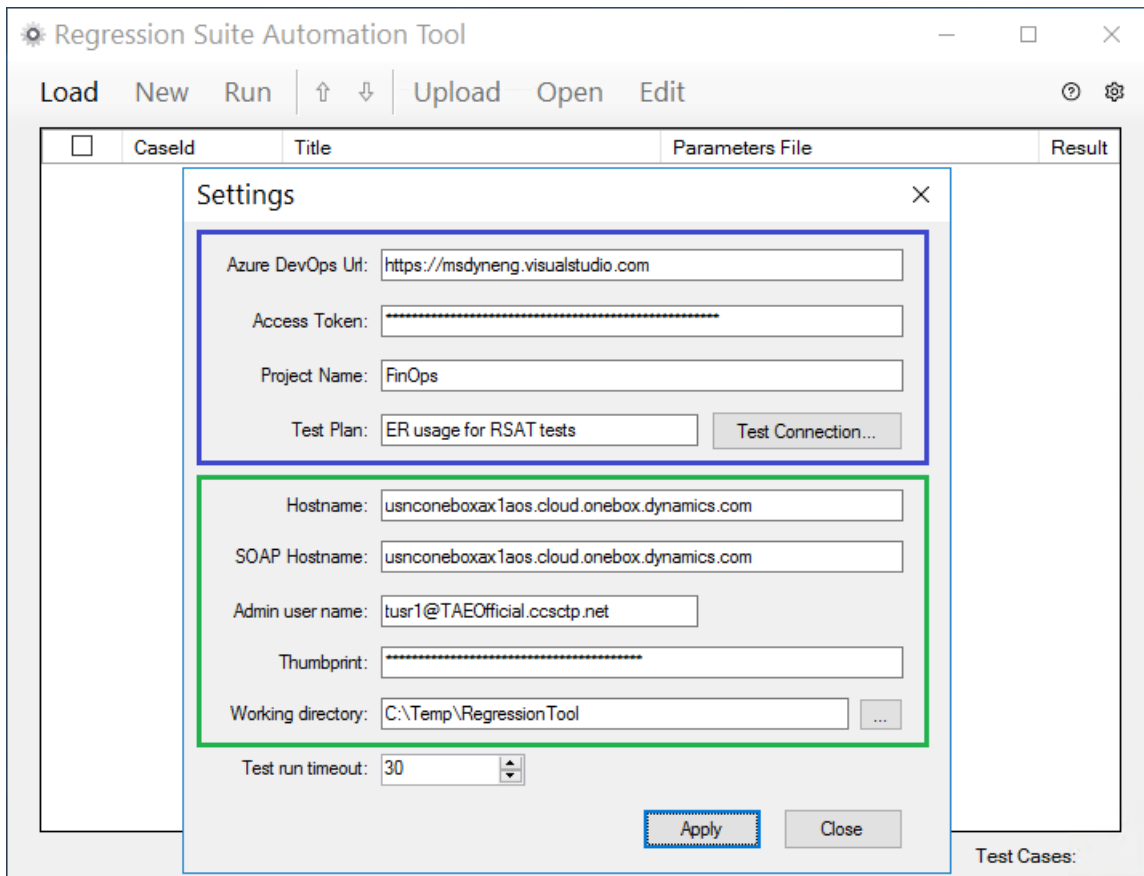 Regression Suite Automation Tool
Load New Run Upload Open Edit
CaseId Title Parameters File Result
Settings
Azure DevOps Url: https://msdyneng.visualstudio.com
Access Token: ****************************************************
Project Name: FinOps
Test Plan: ER usage for RSAT tests Test Connection...
Hostname: usnconeboxax1aos.cloud.onebox.dynamics.com
SOAP Hostname: usnconeboxax1aos.cloud.onebox.dynamics.com
Admin user name: tusr1@TAEOfficial.ccsctp.net
Thumbprint: ****************************************
Working directory: C:\Temp\RegressionTool ...
Test run timeout: 30
Apply Close
Test Cases: